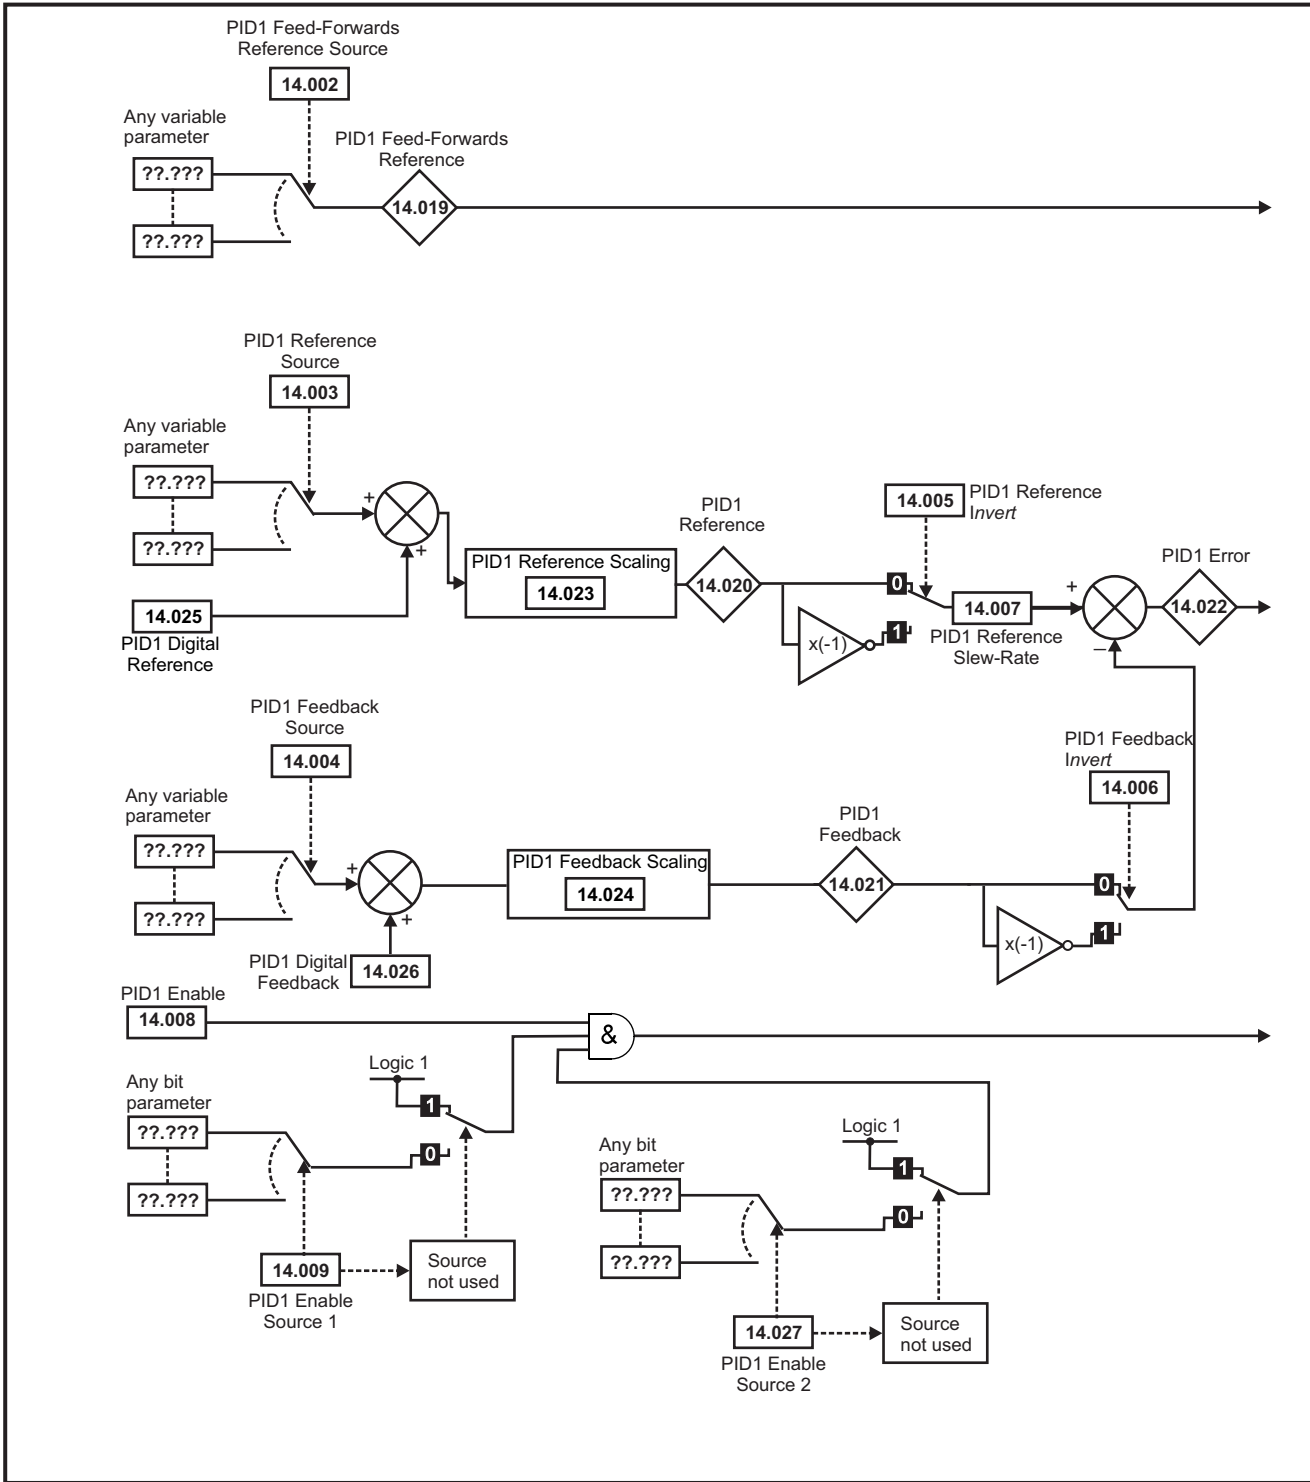 PID1 Feed-Forwards
Reference Source
14.002
Any variable
parameter
??.???
??.???
PID1 Feed-Forwards
Reference
14.019
PID1 Reference
Source
14.003
Any variable
parameter
??.???
??.???
+
+
14.025
PID1 Digital
Reference
PID1 Reference Scaling
14.023
PID1
Reference
14.020
14.005
PID1 Reference
Invert
0
1
x(-1)
14.007
PID1 Reference
Slew-Rate
+
–
PID1 Error
14.022
PID1 Feedback
Source
14.004
Any variable
parameter
??.???
??.???
+
+
PID1 Digital
Feedback
14.026
PID1 Feedback Scaling
14.024
PID1
Feedback
14.021
PID1 Feedback
Invert
14.006
0
1
x(-1)
PID1 Enable
14.008
&
Any bit
parameter
??.???
??.???
Logic 1
1
0
14.009
PID1 Enable
Source 1
Source
not used
Any bit
parameter
??.???
??.???
Logic 1
1
0
14.027
PID1 Enable
Source 2
Source
not used